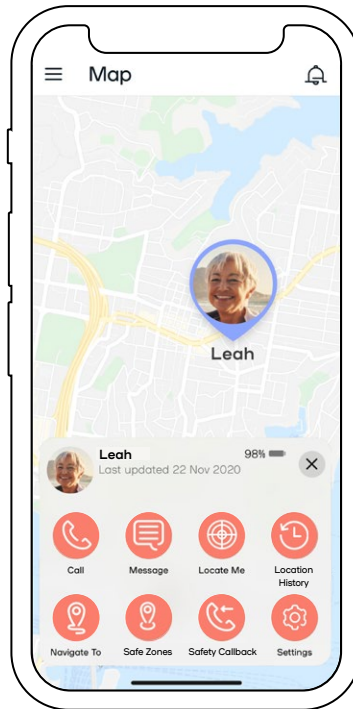 Map
Leah
Leah
98%
Last updated 22 Nov 2020
Call
Message
Locate Me
Location
History
Navigate To
Safe Zones
Safety Callback
Settings